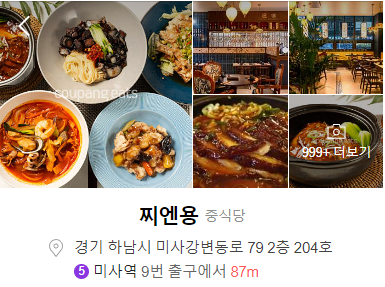 coupang eats
999+ 더보기
찌엔용 중식당
경기 하남시 미사강변동로 79 2층 204호
5 미사역 9번 출구에서 87m